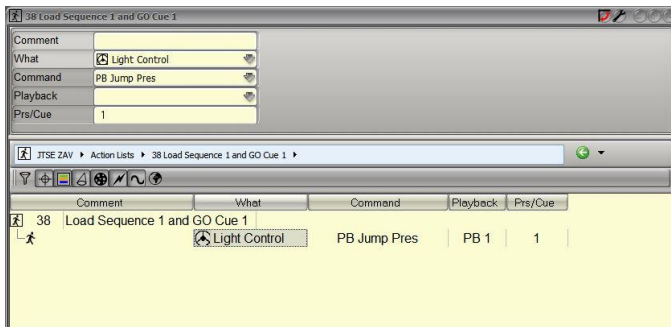 38 Load Sequence 1 and GO Cue 1
Comment
What Light Control
Command PB Jump Pres
Playback
Prs/Cue 1
JTSE ZAV Action Lists 38 Load Sequence 1 and GO Cue 1
Comment What Command Playback Prs/Cue
38 Load Sequence 1 and GO Cue 1
Light Control PB Jump Pres PB 1 1